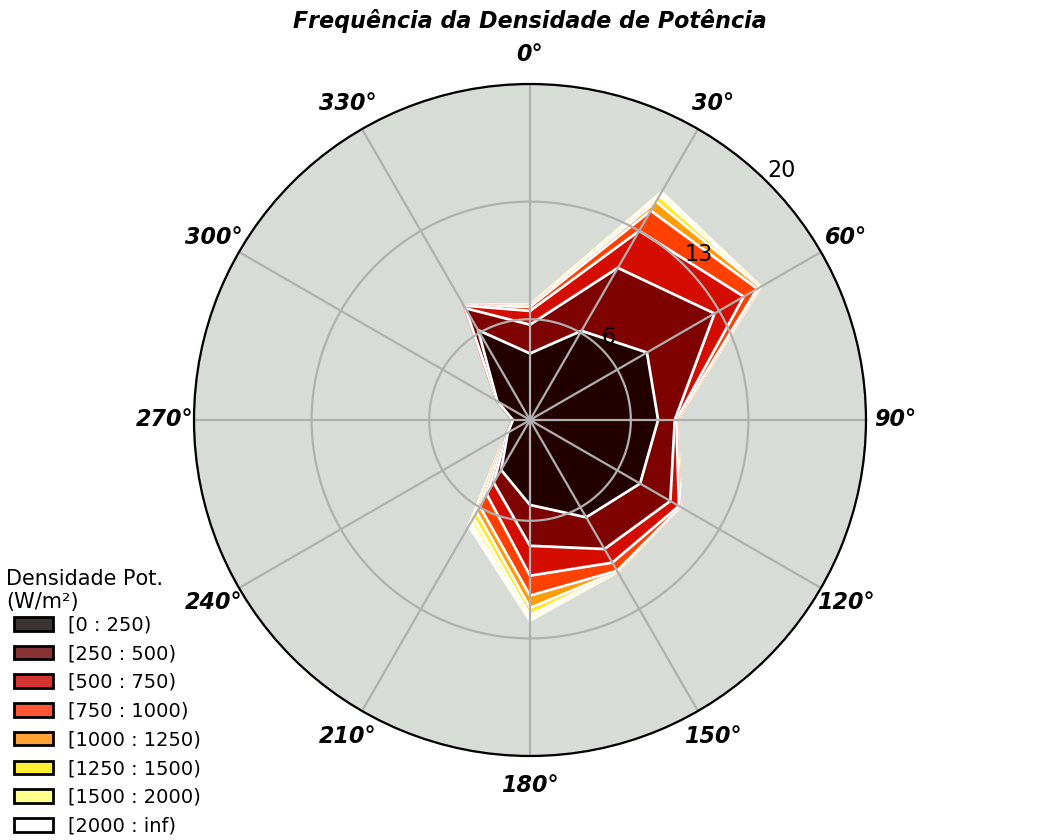 Frequência da Densidade de Potência
0°
330°
30°
20
300°
60°
13
6
270°
90°
240°
120°
210°
150°
180°
Densidade Pot.
(W/m²)
[0 : 250)
[250 : 500)
[500 : 750)
[750 : 1000)
[1000 : 1250)
[1250 : 1500)
[1500 : 2000)
[2000 : inf)